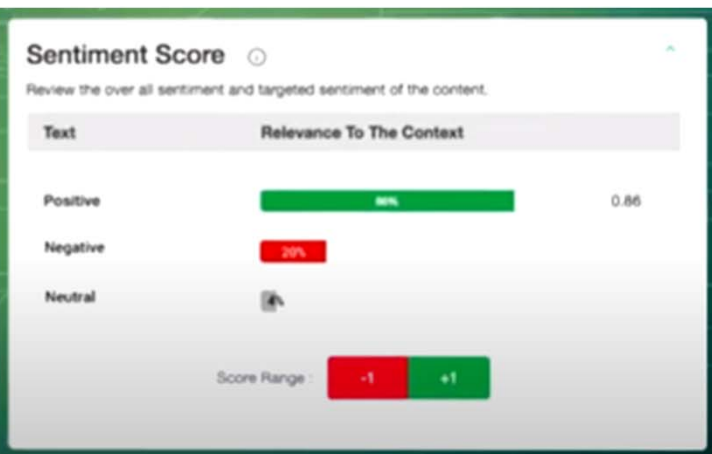 Sentiment Score
Review the over all sentiment and targeted sentiment of the content.
Text Relevance To The Context
Positive 0.86
Negative 20%
Neutral
Score Range : -1 +1